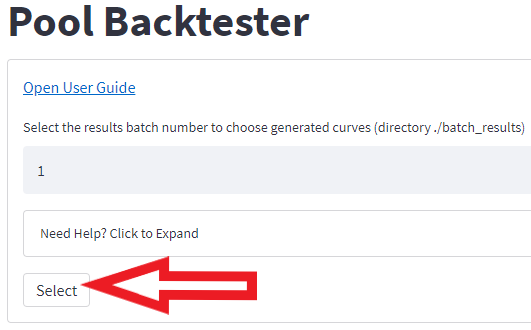 Pool Backtester
Open User Guide
Select the results batch number to choose generated curves (directory ./batch_results)
1
Need Help? Click to Expand
Select